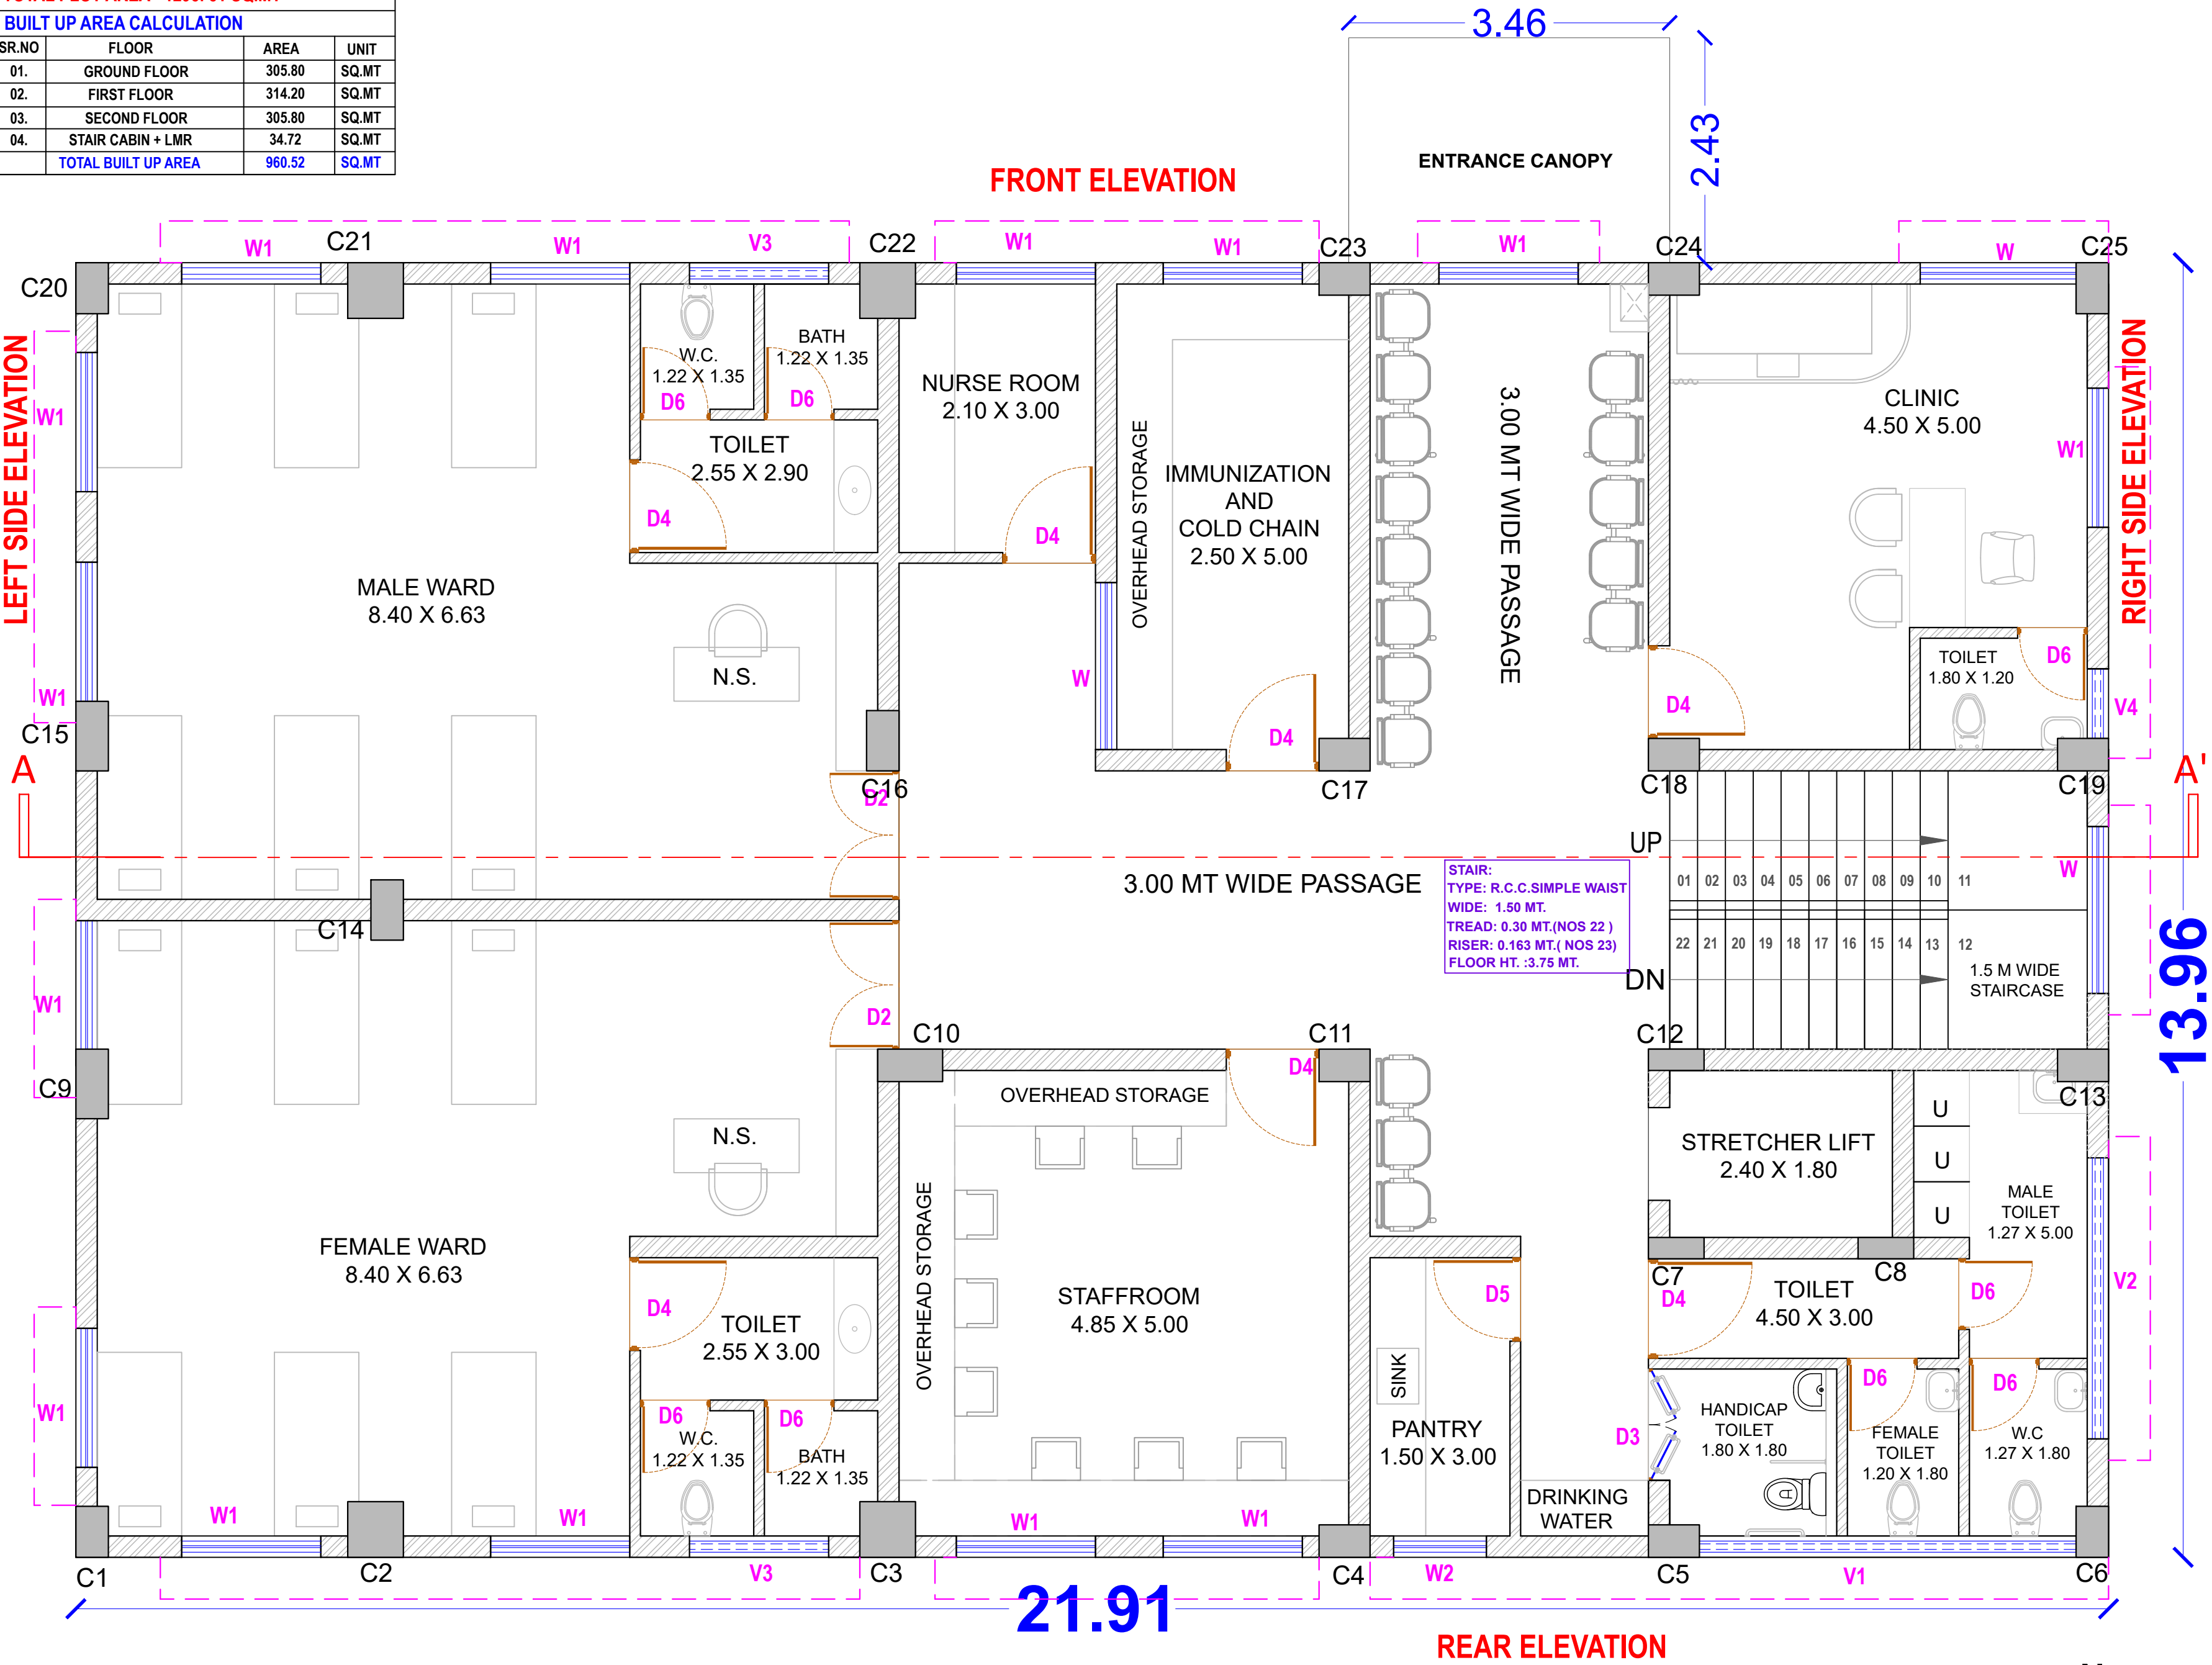 BUILT UP AREA CALCULATION
SR.NO FLOOR AREA UNIT
01. GROUND FLOOR 305.80 SQ.MT
02. FIRST FLOOR 314.20 SQ.MT
03. SECOND FLOOR 305.80 SQ.MT
04. STAIR CABIN + LMR 34.72 SQ.MT
TOTAL BUILT UP AREA 960.52 SQ.MT
3.46
2.43
ENTRANCE CANOPY
FRONT ELEVATION
C20
C21
C22
C23
C24
C25
W1
W1
V3
W1
W1
W1
W
LEFT SIDE ELEVATION
RIGHT SIDE ELEVATION
W1
W.C.
1.22 X 1.35
D6
BATH
1.22 X 1.35
D6
TOILET
2.55 X 2.90
D4
NURSE ROOM
2.10 X 3.00
D4
OVERHEAD STORAGE
IMMUNIZATION
AND
COLD CHAIN
2.50 X 5.00
W
D4
3.00 MT WIDE PASSAGE
CLINIC
4.50 X 5.00
W1
TOILET
1.80 X 1.20
D6
V4
D4
MALE WARD
8.40 X 6.63
N.S.
W1
C15
C16
D2
C17
C18
C19
A
A'
UP
01 02 03 04 05 06 07 08 09 10 11
W
3.00 MT WIDE PASSAGE
STAIR:
TYPE: R.C.C.SIMPLE WAIST
WIDE: 1.50 MT.
TREAD: 0.30 MT.(NOS 22 )
RISER: 0.163 MT.( NOS 23)
FLOOR HT. :3.75 MT.
22 21 20 19 18 17 16 15 14 13 12
DN
1.5 M WIDE
STAIRCASE
13.96
C14
W1
D2
C9
C10
C11
C12
C13
D4
OVERHEAD STORAGE
OVERHEAD STORAGE
N.S.
FEMALE WARD
8.40 X 6.63
STRETCHER LIFT
2.40 X 1.80
U
U
U
MALE
TOILET
1.27 X 5.00
V2
D4
TOILET
2.55 X 3.00
STAFFROOM
4.85 X 5.00
D5
C7
D4
C8
TOILET
4.50 X 3.00
D6
W1
D6
W.C.
1.22 X 1.35
D6
BATH
1.22 X 1.35
SINK
PANTRY
1.50 X 3.00
D3
HANDICAP
TOILET
1.80 X 1.80
D6
FEMALE
TOILET
1.20 X 1.80
D6
W.C
1.27 X 1.80
DRINKING
WATER
W1
W1
W1
W1
C1
C2
V3
C3
C4
W2
C5
V1
C6
21.91
REAR ELEVATION